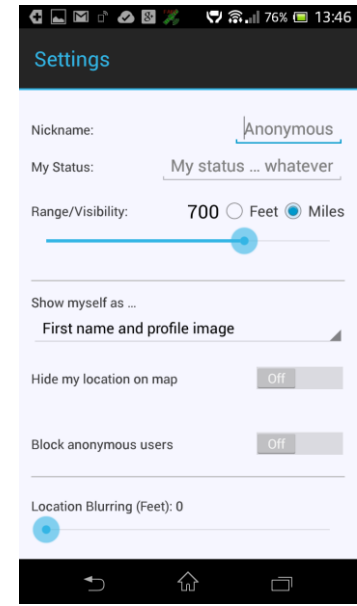 76% 13:46
Settings
Nickname: Anonymous
My Status: My status ... whatever
Range/Visibility: 700 Feet Miles
Show myself as ...
First name and profile image
Hide my location on map Off
Block anonymous users Off
Location Blurring (Feet): 0